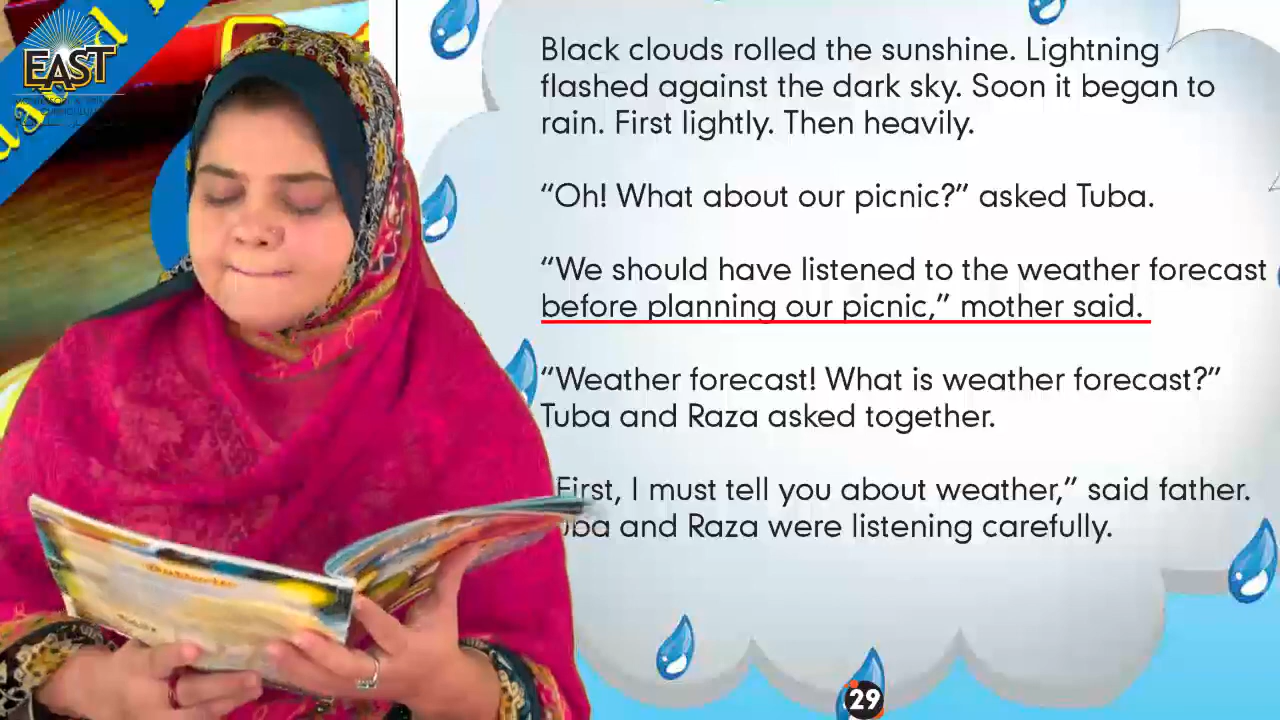 EAST
Black clouds rolled the sunshine. Lightning
flashed against the dark sky. Soon it began to
rain. First lightly. Then heavily.
“Oh! What about our picnic?” asked Tuba.
“We should have listened to the weather forecast
before planning our picnic,” mother said.
“Weather forecast! What is weather forecast?”
Tuba and Raza asked together.
First, I must tell you about weather,” said father.
uba and Raza were listening carefully.
29